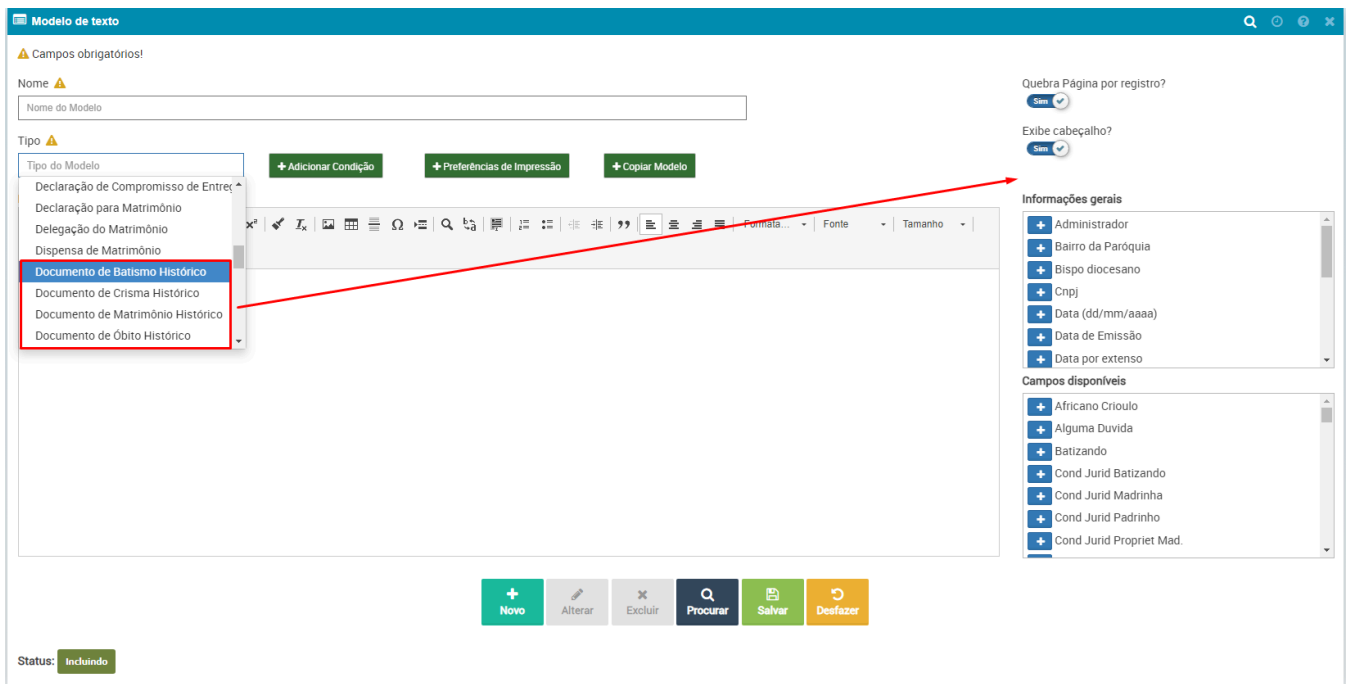 Modelo de texto
Campos obrigatórios!
Nome
Nome do Modelo
Quebra Página por registro?
Sim
Exibe cabeçalho?
Sim
Tipo
Tipo do Modelo
Adicionar Condição
Preferências de Impressão
Copiar Modelo
Declaração de Compromisso de Entreg
Declaração para Matrimônio
Delegação do Matrimônio
Dispensa de Matrimônio
Documento de Batismo Histórico
Documento de Crisma Histórico
Documento de Matrimônio Histórico
Documento de Óbito Histórico
Formata... Fonte Tamanho
Informações gerais
Administrador
Bairro da Paróquia
Bispo diocesano
Cnpj
Data (dd/mm/aaaa)
Data de Emissão
Data por extenso
Campos disponíveis
Africano Crioulo
Alguma Duvida
Batizando
Cond Jurid Batizando
Cond Jurid Madrinha
Cond Jurid Padrinho
Cond Jurid Propriet Mad.
Novo
Alterar
Excluir
Procurar
Salvar
Desfazer
Status: Incluindo